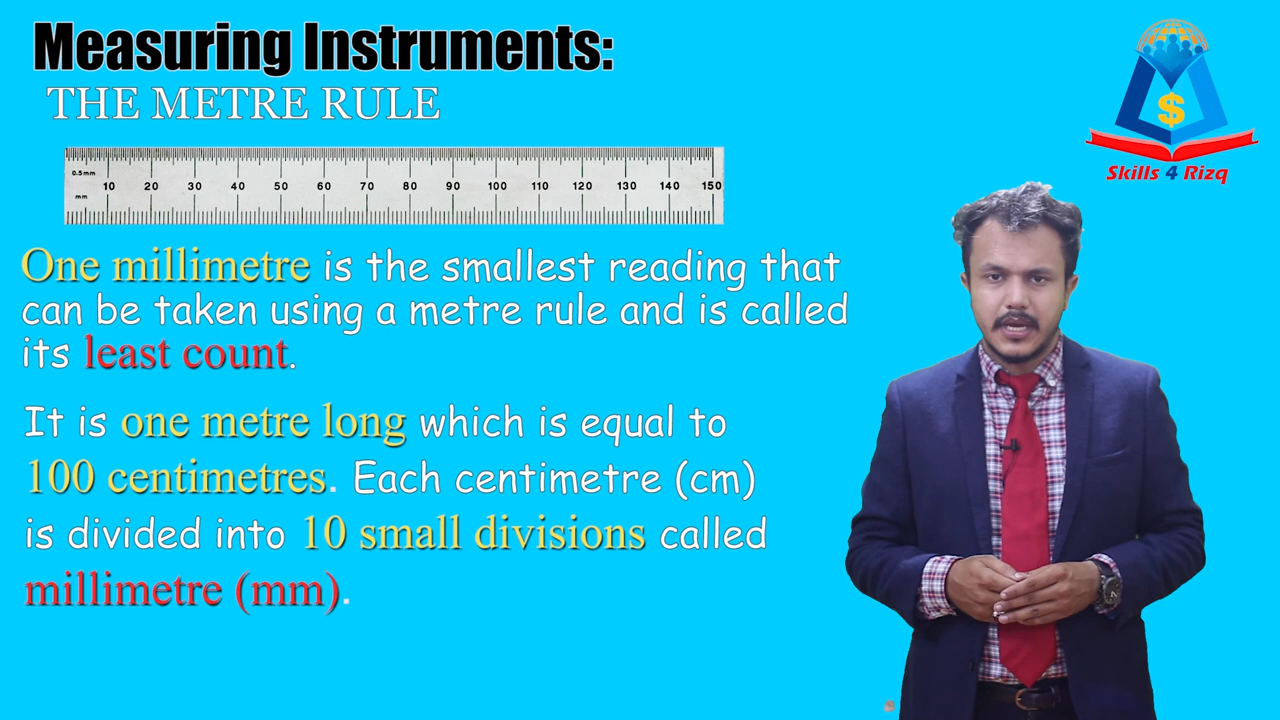 Measuring Instruments:
THE METRE RULE
0.5mm
10 20 30 40 50 60 70 80 90 100 110 120 130 140 150
mm
One millimetre is the smallest reading that
can be taken using a metre rule and is called
its least count.
It is one metre long which is equal to
100 centimetres. Each centimetre (cm)
is divided into 10 small divisions called
millimetre (mm).
$
Skills 4 Rizq